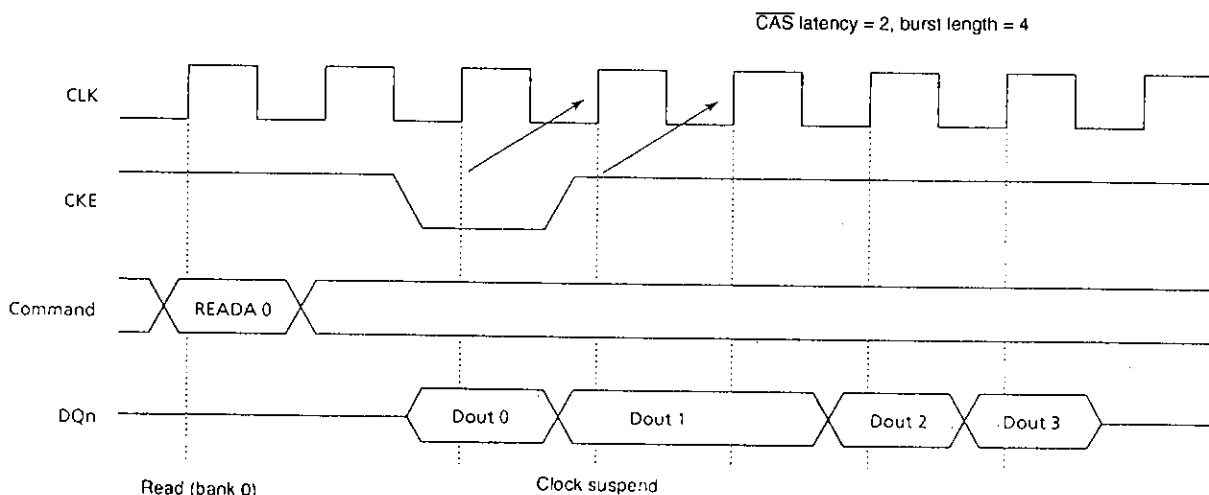 CAS latency = 2, burst length = 4
CLK
CKE
Command
READA 0
DQn
Dout 0
Dout 1
Dout 2
Dout 3
Read (bank 0)
Clock suspend